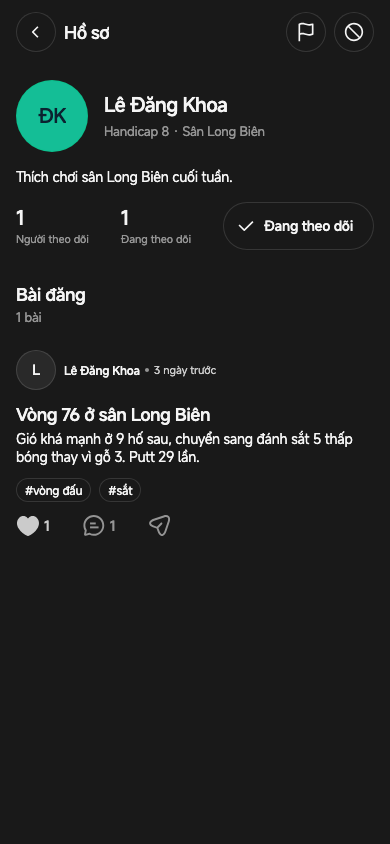 Hồ sơ
ĐK
Lê Đăng Khoa
Handicap 8 · Sân Long Biên
Thích chơi sân Long Biên cuối tuần.
1
Người theo dõi
1
Đang theo dõi
Đang theo dõi
Bài đăng
1 bài
L
Lê Đăng Khoa • 3 ngày trước
Vòng 76 ở sân Long Biên
Gió khá mạnh ở 9 hố sau, chuyển sang đánh sắt 5 thấp
bóng thay vì gỗ 3. Putt 29 lần.
#vòng đấu #sắt
1 1